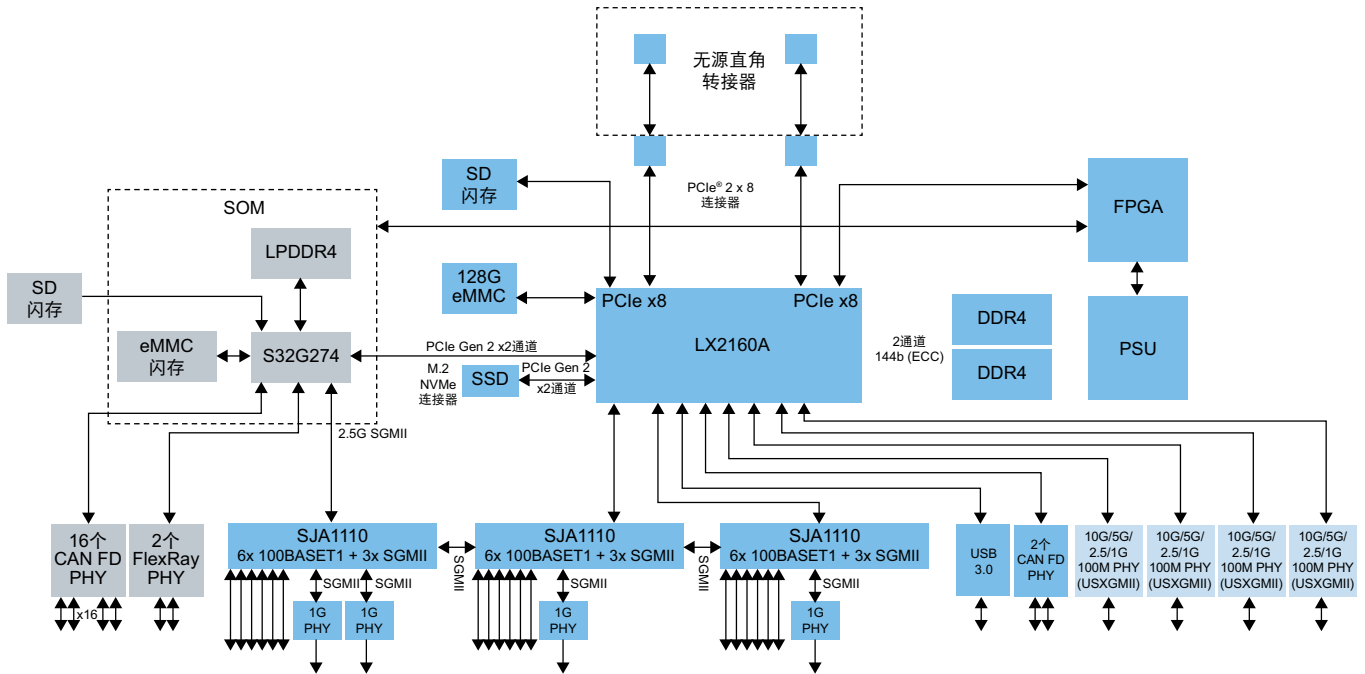 无源直角
转接器
SD
闪存
PCIe® 2 x 8
连接器
FPGA
SOM
LPDDR4
SD
闪存
128G
eMMC
PCIe x8
PCIe x8
LX2160A
DDR4
2通道
144b (ECC)
DDR4
PSU
eMMC
闪存
S32G274
PCIe Gen 2 x2通道
M.2
NVMe
连接器
SSD
PCIe Gen 2
x2通道
2.5G SGMII
16个
CAN FD
PHY
2个
FlexRay
PHY
SJA1110
6x 100BASET1 + 3x SGMII
SGMII
SJA1110
6x 100BASET1 + 3x SGMII
SGMII
SJA1110
6x 100BASET1 + 3x SGMII
USB
3.0
2个
CAN FD
PHY
10G/5G/
2.5/1G
100M PHY
(USXGMII)
10G/5G/
2.5/1G
100M PHY
(USXGMII)
10G/5G/
2.5/1G
100M PHY
(USXGMII)
10G/5G/
2.5/1G
100M PHY
(USXGMII)
x16
SGMII
SGMII
1G
PHY
1G
PHY
SGMII
1G
PHY
SGMII
1G
PHY